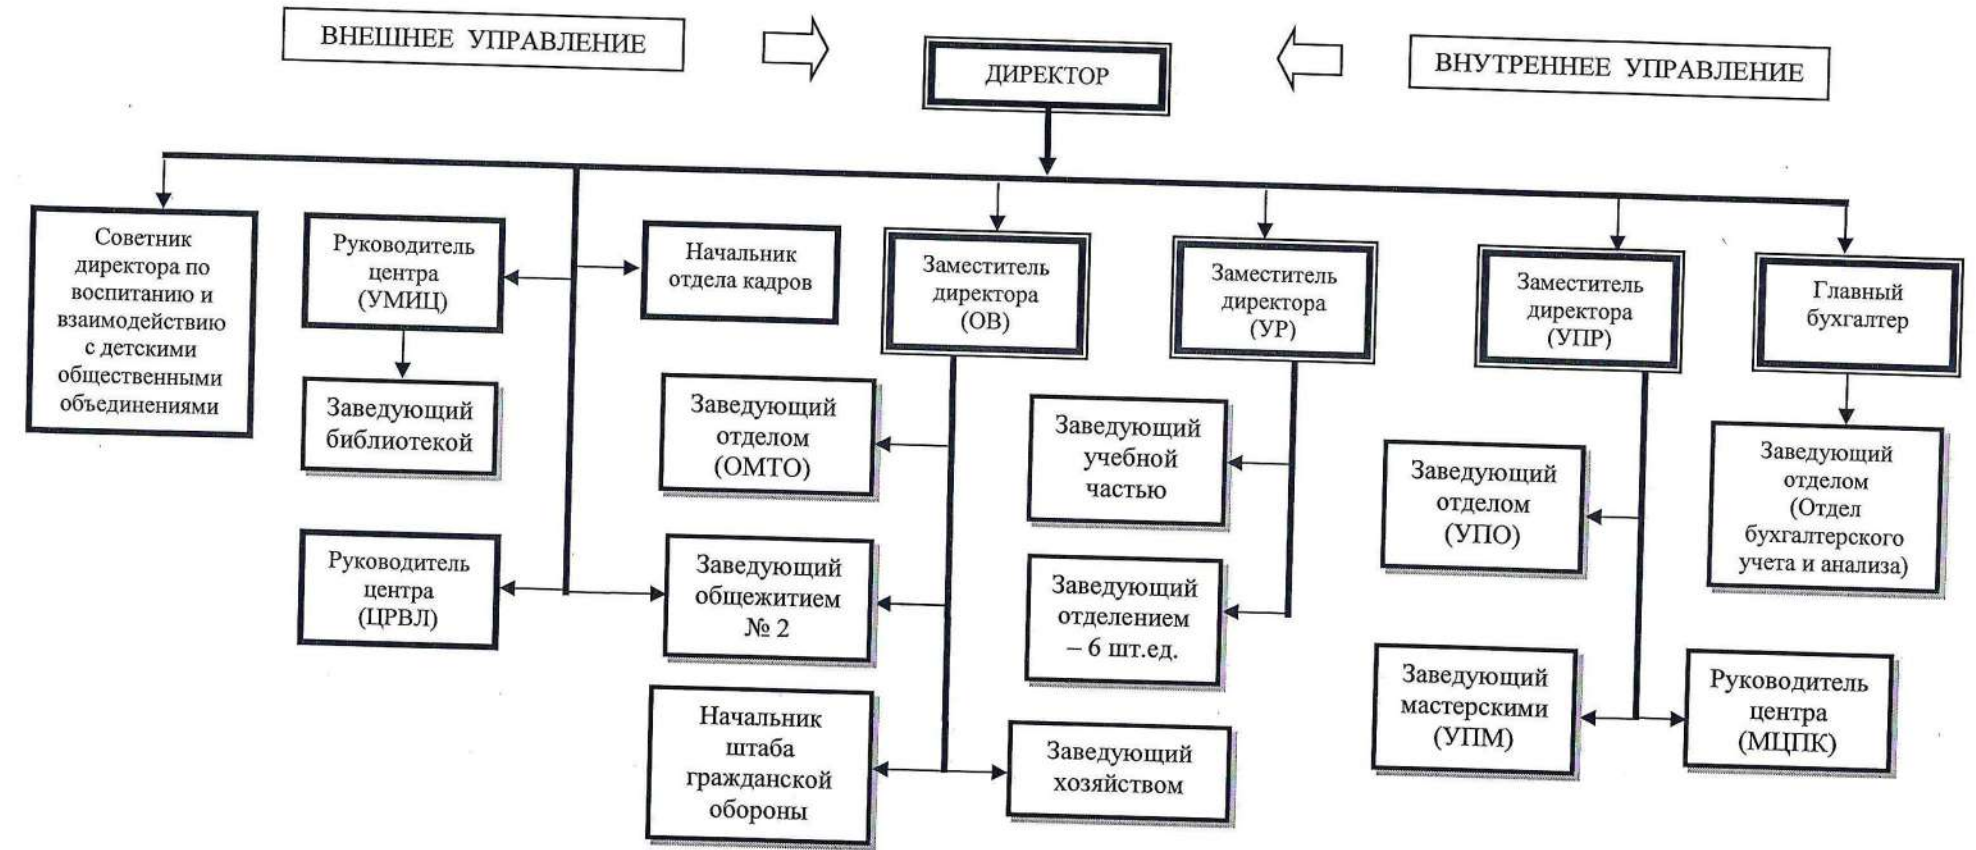 ВНЕШНЕЕ УПРАВЛЕНИЕ
ДИРЕКТОР
ВНУТРЕННЕЕ УПРАВЛЕНИЕ
Советник
директора по
воспитанию и
взаимодействию
с детскими
общественными
объединениями
Руководитель
центра
(УМИЦ)
Начальник
отдела кадров
Заместитель
директора
(ОВ)
Заместитель
директора
(УР)
Заместитель
директора
(УПР)
Главный
бухгалтер
Заведующий
библиотекой
Заведующий
отделом
(ОМТО)
Заведующий
учебной
частью
Заведующий
отделом
(УПО)
Заведующий
отделом
(Отдел
бухгалтерского
учета и анализа)
Руководитель
центра
(ЦРВЛ)
Заведующий
общежитием
№ 2
Заведующий
отделением
– 6 шт.ед.
Заведующий
мастерскими
(УПМ)
Руководитель
центра
(МЦПК)
Начальник
штаба
гражданской
обороны
Заведующий
хозяйством